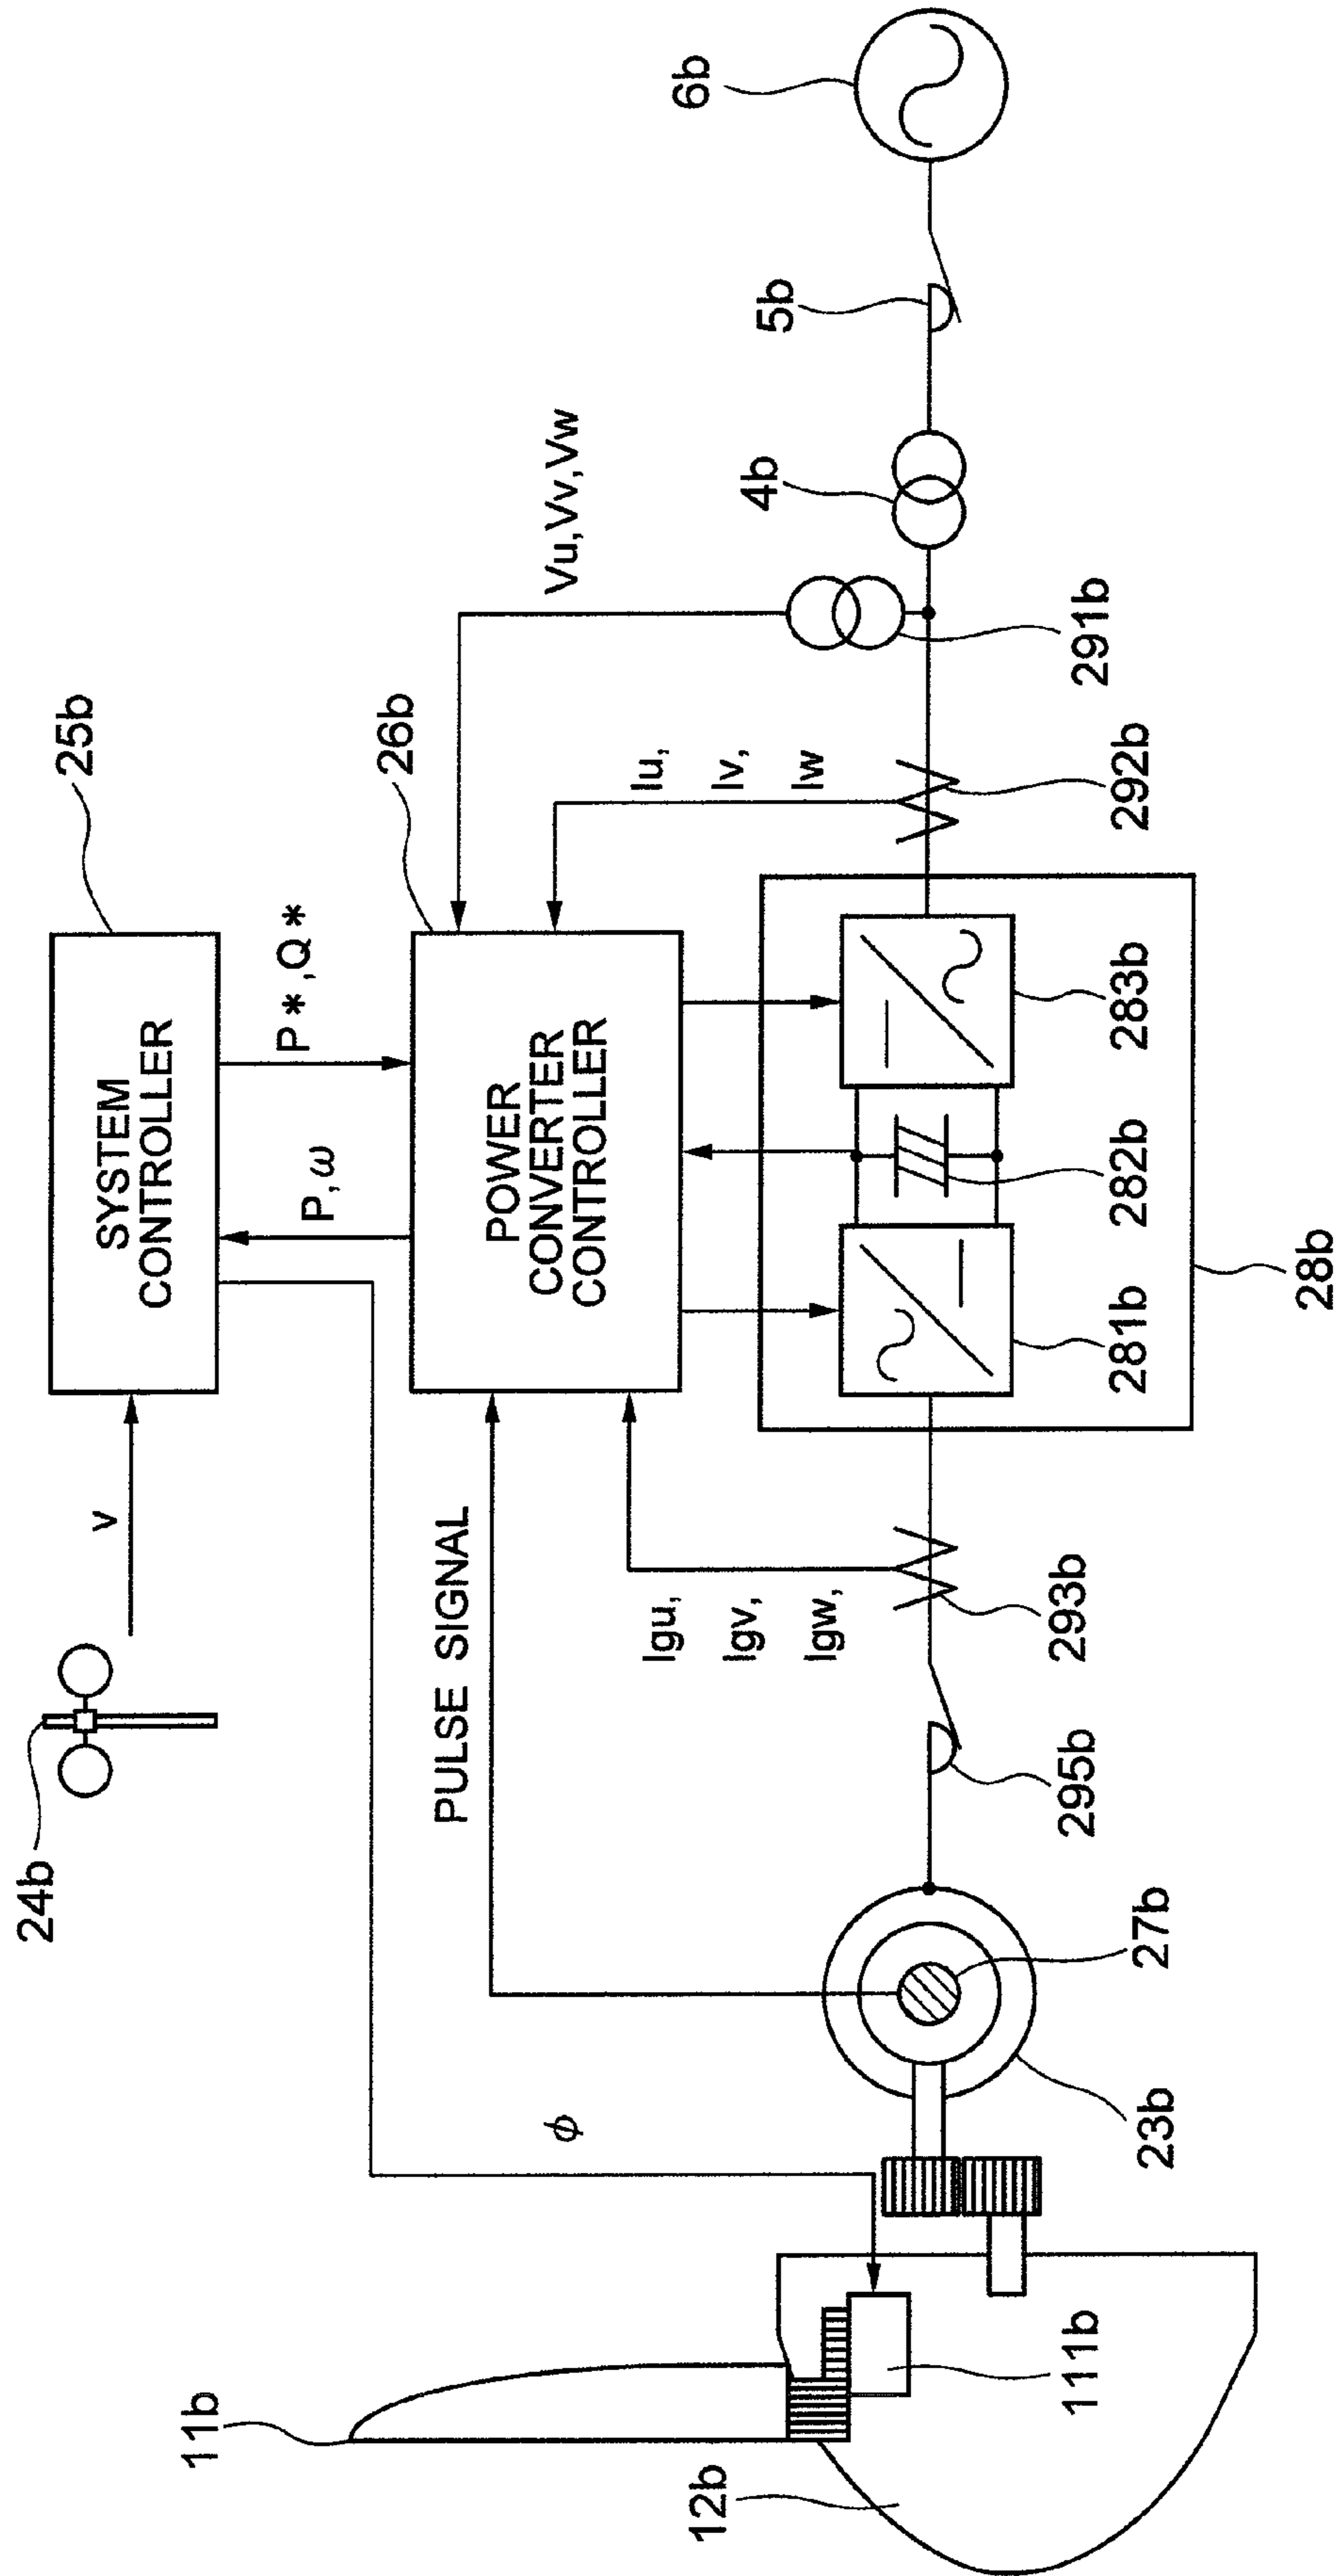 24b
v
SYSTEM
CONTROLLER
25b
P,ω
P*,Q*
φ
PULSE SIGNAL
POWER
CONVERTER
CONTROLLER
26b
Vu,Vv,Vw
Igu,
Igv,
Igw,
Iu,
Iv,
Iw
11b
12b
111b
23b
27b
295b
293b
281b
282b
283b
28b
292b
291b
4b
5b
6b